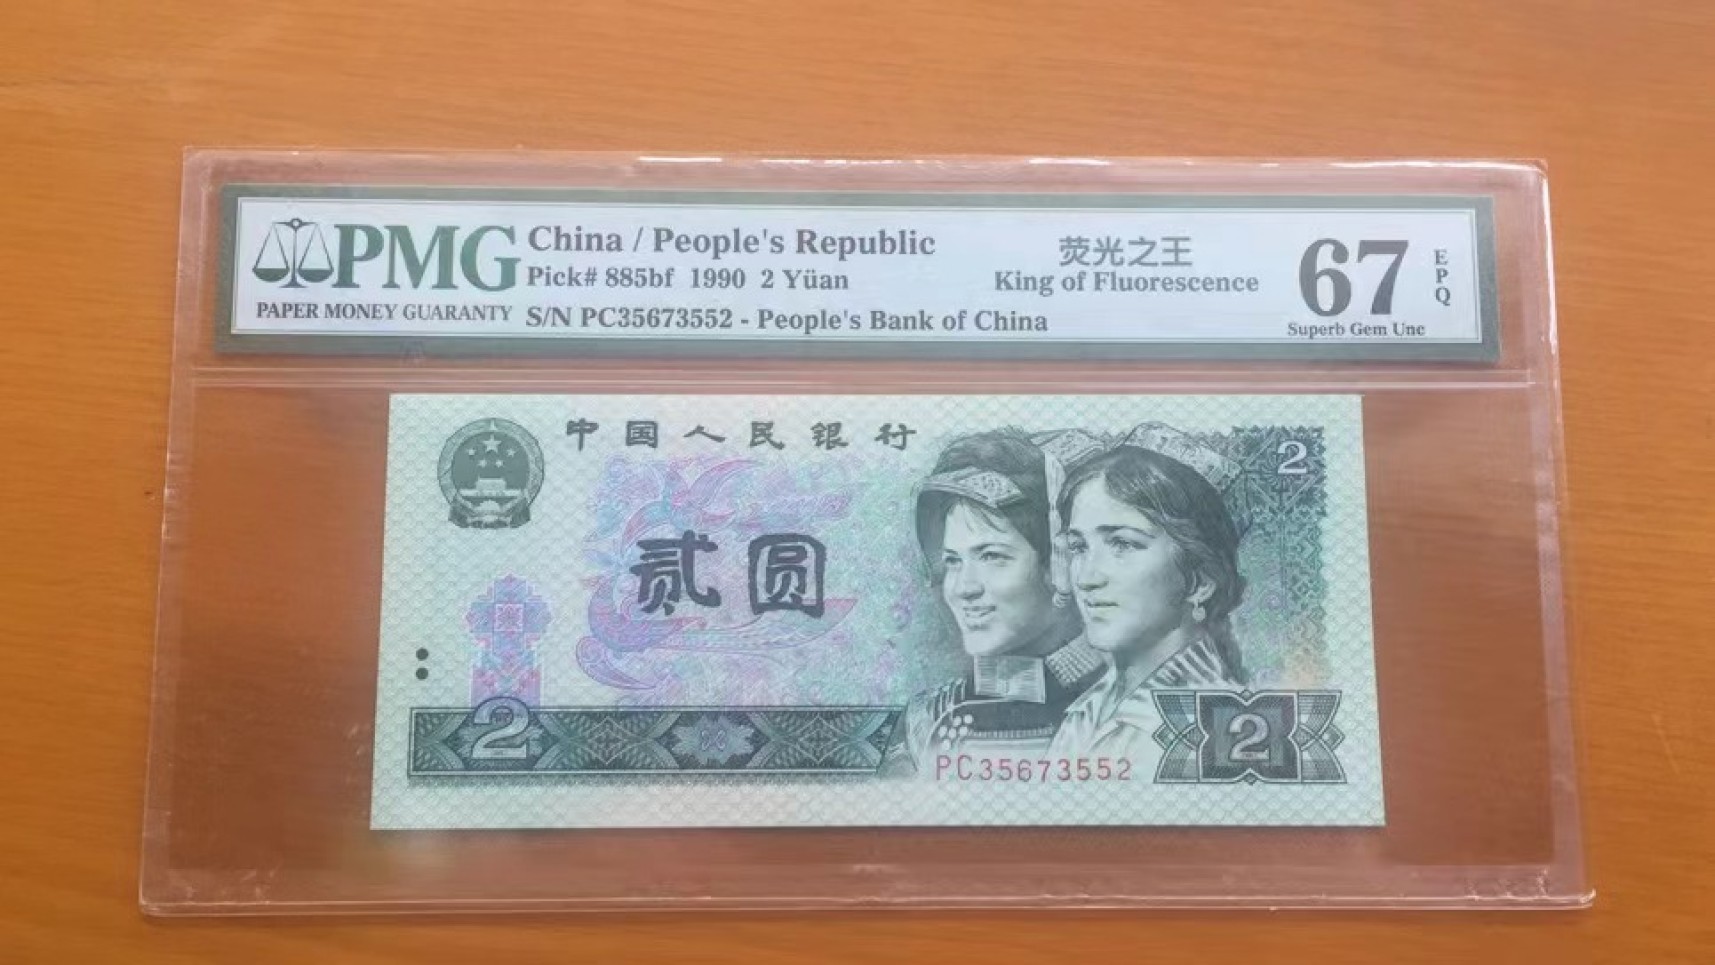 PMG
PAPER MONEY GUARANTY
China / People's Republic
Pick# 885bf 1990 2 Yüan
S/N PC35673552 - People's Bank of China
荧光之王
King of Fluorescence
67
EPQ
Superb Gem Unc
中国人民银行
2
贰圆
2
2
PC35673552